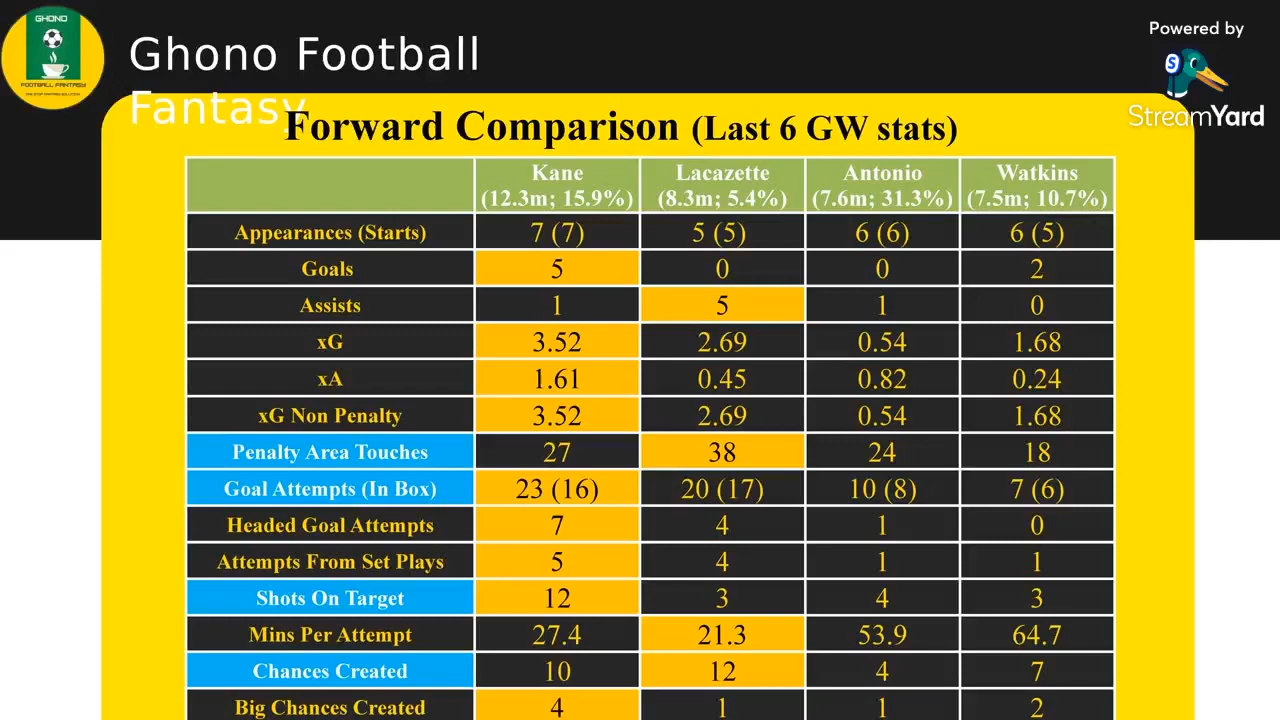 GHONO
FOOTBALL FANTASY
Ghono Football
Fantasy
Powered by
StreamYard
Forward Comparison (Last 6 GW stats)
Kane Lacazette Antonio Watkins
(12.3m; 15.9%) (8.3m; 5.4%) (7.6m; 31.3%) (7.5m; 10.7%)
Appearances (Starts) 7 (7) 5 (5) 6 (6) 6 (5)
Goals 5 0 0 2
Assists 1 5 1 0
xG 3.52 2.69 0.54 1.68
xA 1.61 0.45 0.82 0.24
xG Non Penalty 3.52 2.69 0.54 1.68
Penalty Area Touches 27 38 24 18
Goal Attempts (In Box) 23 (16) 20 (17) 10 (8) 7 (6)
Headed Goal Attempts 7 4 1 0
Attempts From Set Plays 5 4 1 1
Shots On Target 12 3 4 3
Mins Per Attempt 27.4 21.3 53.9 64.7
Chances Created 10 12 4 7
Big Chances Created 4 1 1 2